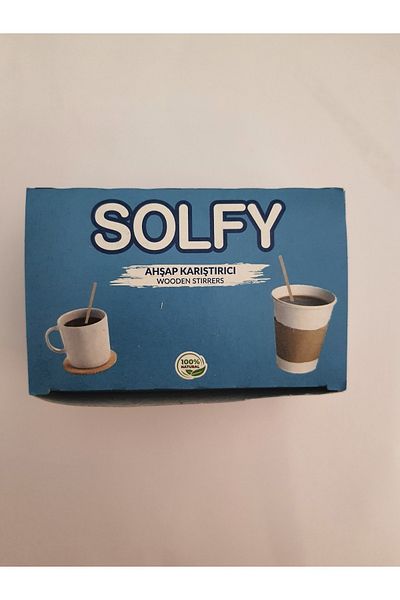 SOLFY
AHŞAP KARIŞTIRICI
WOODEN STIRRERS
100%
NATURAL